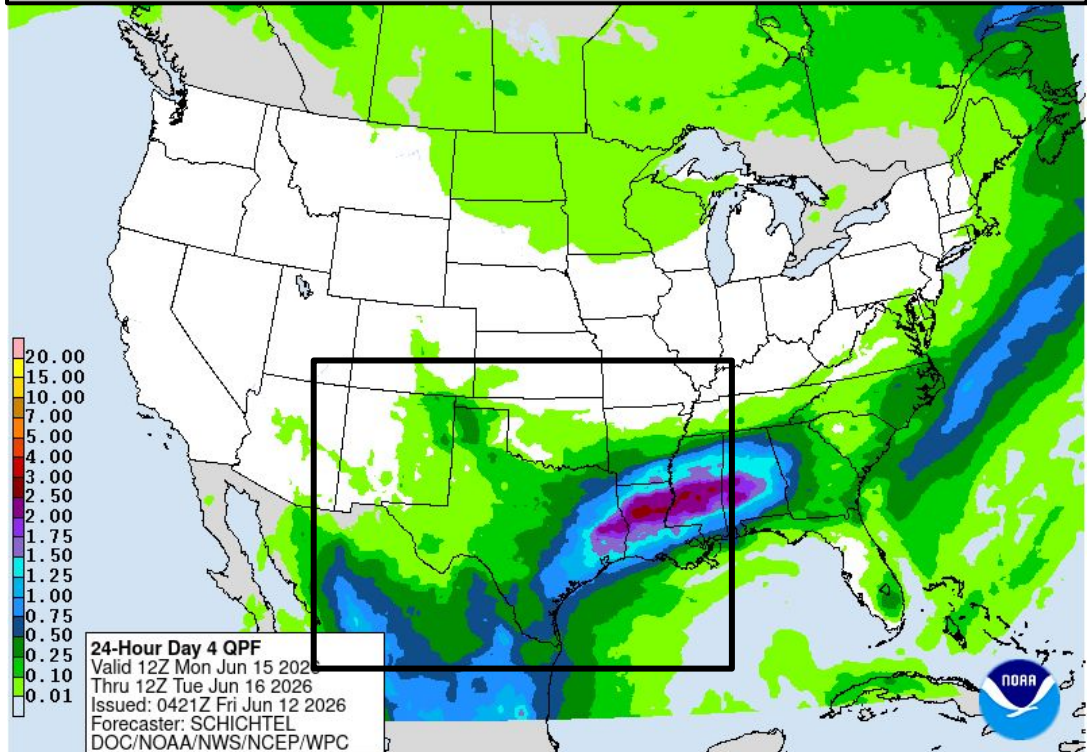 20.00
15.00
10.00
7.00
5.00
4.00
3.00
2.50
2.00
1.75
1.50
1.25
1.00
0.75
0.50
0.25
0.10
0.01
24-Hour Day 4 QPF
Valid 12Z Mon Jun 15 2026
Thru 12Z Tue Jun 16 2026
Issued: 0421Z Fri Jun 12 2026
Forecaster: SCHICHTEL
DOC/NOAA/NWS/NCEP/WPC
NOAA